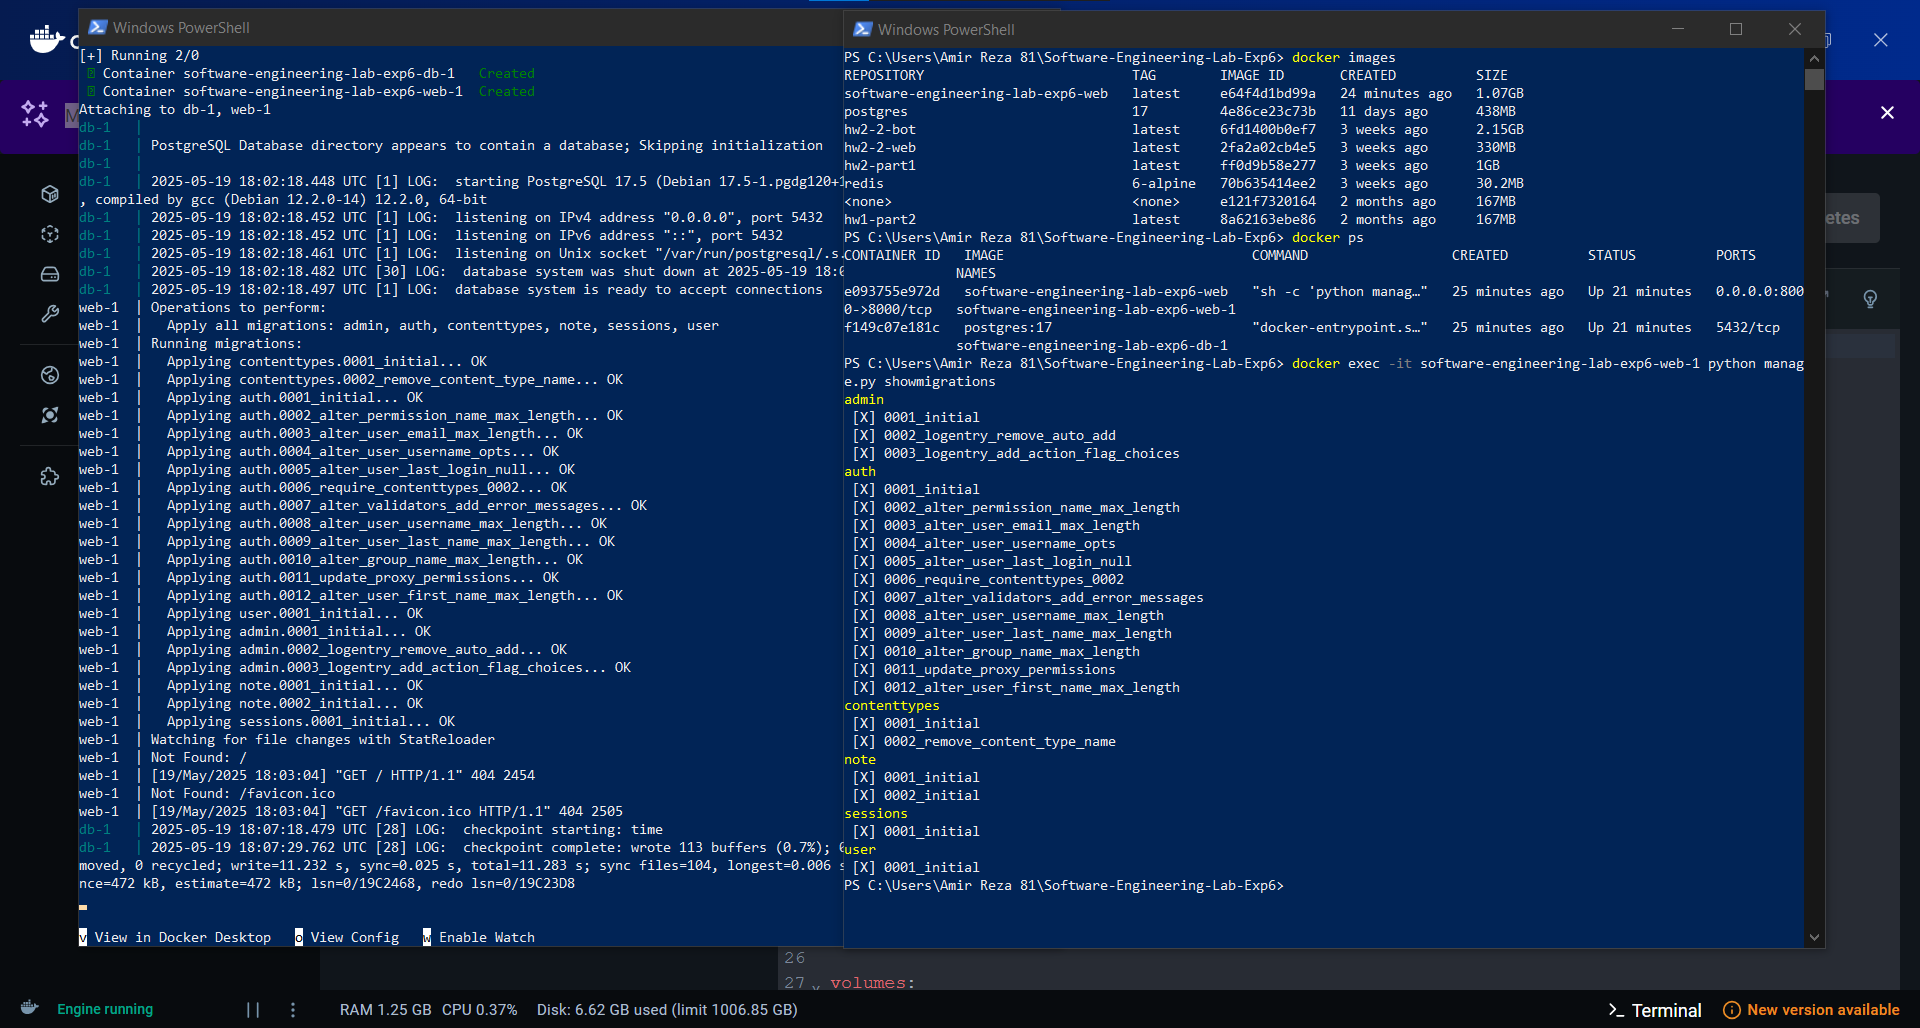 Windows PowerShell
[+] Running 2/0
Container software-engineering-lab-exp6-db-1   Created
Container software-engineering-lab-exp6-web-1  Created
Attaching to db-1, web-1
db-1   |
db-1   | PostgreSQL Database directory appears to contain a database; Skipping initialization
db-1   |
db-1   | 2025-05-19 18:02:18.448 UTC [1] LOG:  starting PostgreSQL 17.5 (Debian 17.5-1.pgdg120+1
, compiled by gcc (Debian 12.2.0-14) 12.2.0, 64-bit
db-1   | 2025-05-19 18:02:18.452 UTC [1] LOG:  listening on IPv4 address "0.0.0.0", port 5432
db-1   | 2025-05-19 18:02:18.452 UTC [1] LOG:  listening on IPv6 address "::", port 5432
db-1   | 2025-05-19 18:02:18.461 UTC [1] LOG:  listening on Unix socket "/var/run/postgresql/.s.
db-1   | 2025-05-19 18:02:18.482 UTC [30] LOG:  database system was shut down at 2025-05-19 18:0
db-1   | 2025-05-19 18:02:18.497 UTC [1] LOG:  database system is ready to accept connections
web-1  | Operations to perform:
web-1  |   Apply all migrations: admin, auth, contenttypes, note, sessions, user
web-1  | Running migrations:
web-1  |   Applying contenttypes.0001_initial... OK
web-1  |   Applying contenttypes.0002_remove_content_type_name... OK
web-1  |   Applying auth.0001_initial... OK
web-1  |   Applying auth.0002_alter_permission_name_max_length... OK
web-1  |   Applying auth.0003_alter_user_email_max_length... OK
web-1  |   Applying auth.0004_alter_user_username_opts... OK
web-1  |   Applying auth.0005_alter_user_last_login_null... OK
web-1  |   Applying auth.0006_require_contenttypes_0002... OK
web-1  |   Applying auth.0007_alter_validators_add_error_messages... OK
web-1  |   Applying auth.0008_alter_user_username_max_length... OK
web-1  |   Applying auth.0009_alter_user_last_name_max_length... OK
web-1  |   Applying auth.0010_alter_group_name_max_length... OK
web-1  |   Applying auth.0011_update_proxy_permissions... OK
web-1  |   Applying auth.0012_alter_user_first_name_max_length... OK
web-1  |   Applying user.0001_initial... OK
web-1  |   Applying admin.0001_initial... OK
web-1  |   Applying admin.0002_logentry_remove_auto_add... OK
web-1  |   Applying admin.0003_logentry_add_action_flag_choices... OK
web-1  |   Applying note.0001_initial... OK
web-1  |   Applying note.0002_initial... OK
web-1  |   Applying sessions.0001_initial... OK
web-1  | Watching for file changes with StatReloader
web-1  | Not Found: /
web-1  | [19/May/2025 18:03:04] "GET / HTTP/1.1" 404 2454
web-1  | Not Found: /favicon.ico
web-1  | [19/May/2025 18:03:04] "GET /favicon.ico HTTP/1.1" 404 2505
db-1   | 2025-05-19 18:07:18.479 UTC [28] LOG:  checkpoint starting: time
db-1   | 2025-05-19 18:07:29.762 UTC [28] LOG:  checkpoint complete: wrote 113 buffers (0.7%);
moved, 0 recycled; write=11.232 s, sync=0.025 s, total=11.283 s; sync files=104, longest=0.006 s
nce=472 kB, estimate=472 kB; lsn=0/19C2468, redo lsn=0/19C23D8
v View in Docker Desktop   o View Config   w Enable Watch
Windows PowerShell
PS C:\Users\Amir Reza 81\Software-Engineering-Lab-Exp6> docker images
REPOSITORY                          TAG        IMAGE ID       CREATED          SIZE
software-engineering-lab-exp6-web   latest     e64f4d1bd99a   24 minutes ago   1.07GB
postgres                            17         4e86ce23c73b   11 days ago      438MB
hw2-2-bot                           latest     6fd1400b0ef7   3 weeks ago      2.15GB
hw2-2-web                           latest     2fa2a02cb4e5   3 weeks ago      330MB
hw2-part1                           latest     ff0d9b58e277   3 weeks ago      1GB
redis                               6-alpine   70b635414ee2   3 weeks ago      30.2MB
<none>                              <none>     e121f7320164   2 months ago     167MB
hw1-part2                           latest     8a62163ebe86   2 months ago     167MB
PS C:\Users\Amir Reza 81\Software-Engineering-Lab-Exp6> docker ps
CONTAINER ID   IMAGE                               COMMAND                  CREATED          STATUS          PORTS
NAMES
e093755e972d   software-engineering-lab-exp6-web   "sh -c 'python manag…"   25 minutes ago   Up 21 minutes   0.0.0.0:800
0->8000/tcp   software-engineering-lab-exp6-web-1
f149c07e181c   postgres:17                         "docker-entrypoint.s…"   25 minutes ago   Up 21 minutes   5432/tcp
software-engineering-lab-exp6-db-1
PS C:\Users\Amir Reza 81\Software-Engineering-Lab-Exp6> docker exec -it software-engineering-lab-exp6-web-1 python manag
e.py showmigrations
admin
[X] 0001_initial
[X] 0002_logentry_remove_auto_add
[X] 0003_logentry_add_action_flag_choices
auth
[X] 0001_initial
[X] 0002_alter_permission_name_max_length
[X] 0003_alter_user_email_max_length
[X] 0004_alter_user_username_opts
[X] 0005_alter_user_last_login_null
[X] 0006_require_contenttypes_0002
[X] 0007_alter_validators_add_error_messages
[X] 0008_alter_user_username_max_length
[X] 0009_alter_user_last_name_max_length
[X] 0010_alter_group_name_max_length
[X] 0011_update_proxy_permissions
[X] 0012_alter_user_first_name_max_length
contenttypes
[X] 0001_initial
[X] 0002_remove_content_type_name
note
[X] 0001_initial
[X] 0002_initial
sessions
[X] 0001_initial
user
[X] 0001_initial
PS C:\Users\Amir Reza 81\Software-Engineering-Lab-Exp6>
etes
26
27 volumes:
Engine running
RAM 1.25 GB   CPU 0.37%   Disk: 6.62 GB used (limit 1006.85 GB)
Terminal
New version available